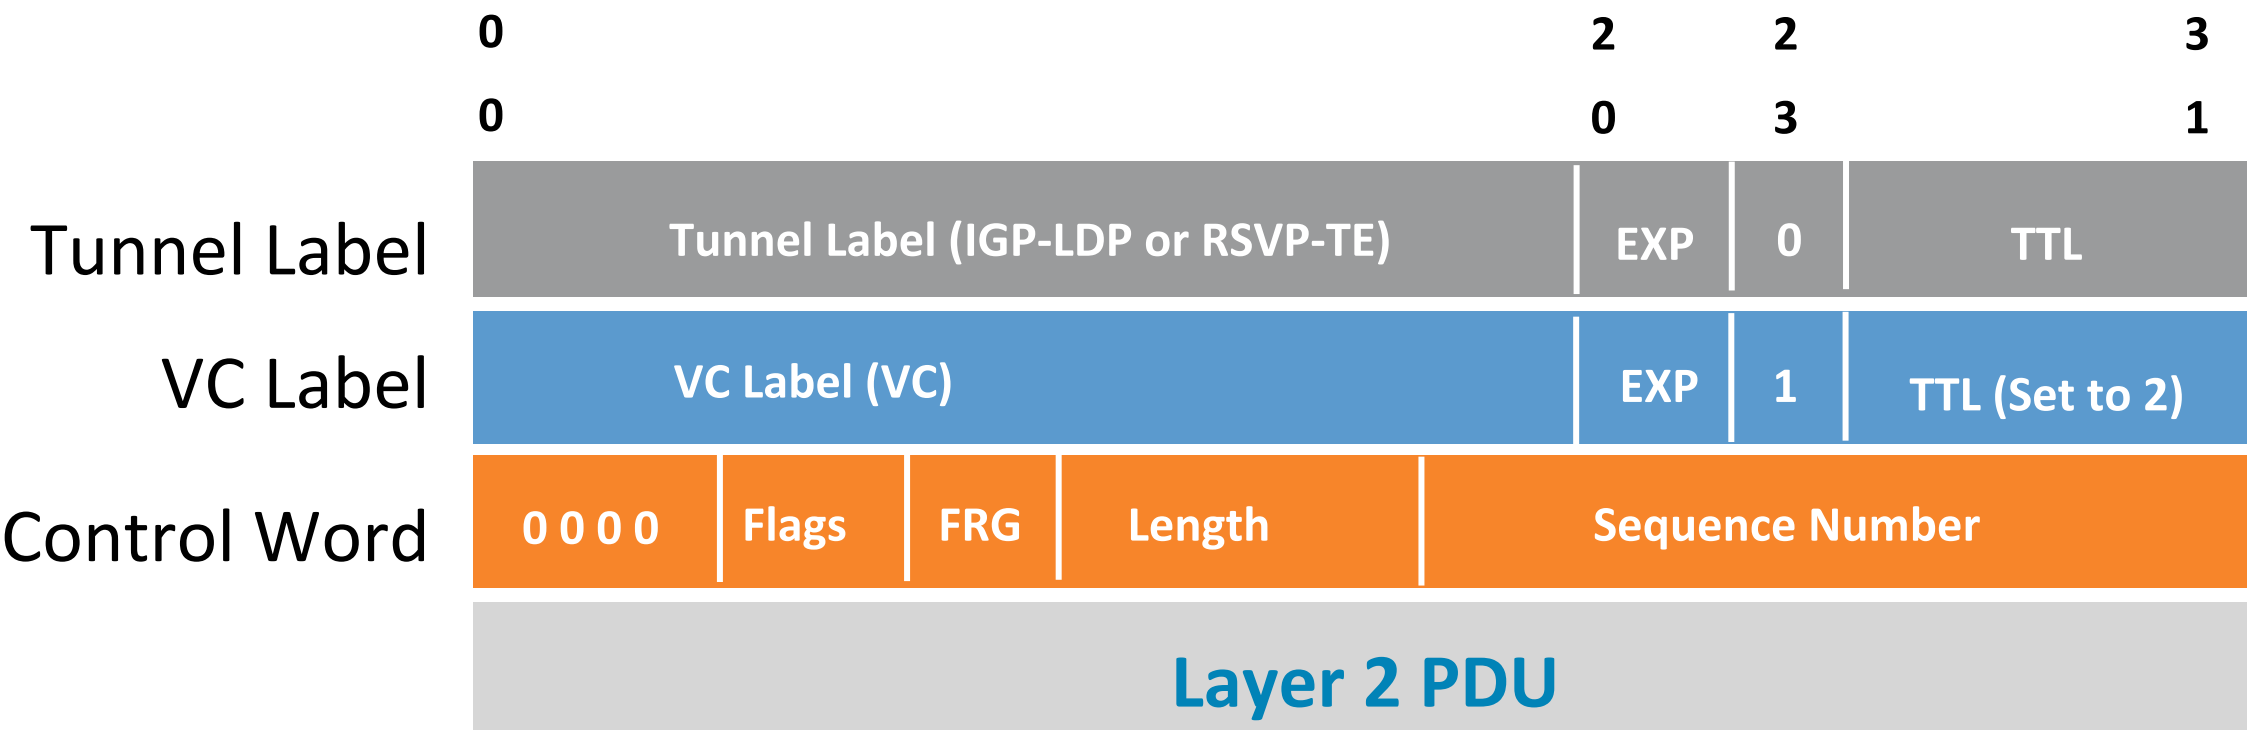 0 2 2 3
0 0 3 1
Tunnel Label Tunnel Label (IGP-LDP or RSVP-TE) EXP 0 TTL
VC Label VC Label (VC) EXP 1 TTL (Set to 2)
Control Word 0 0 0 0 Flags FRG Length Sequence Number
Layer 2 PDU